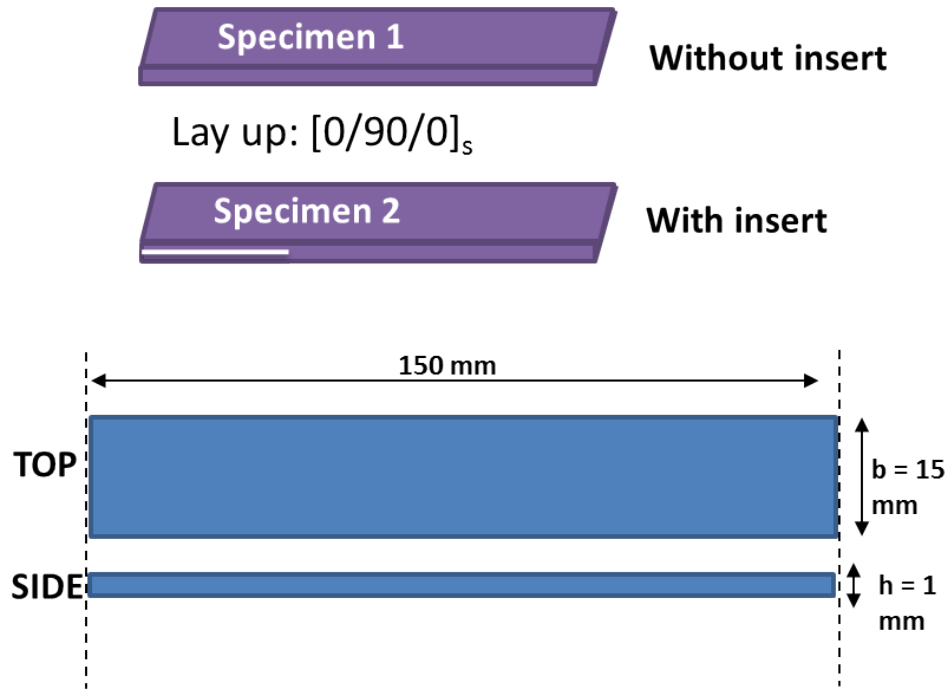 Specimen 1
Without insert
Lay up: [0/90/0]s
Specimen 2
With insert
150 mm
TOP
b = 15
mm
SIDE
h = 1
mm